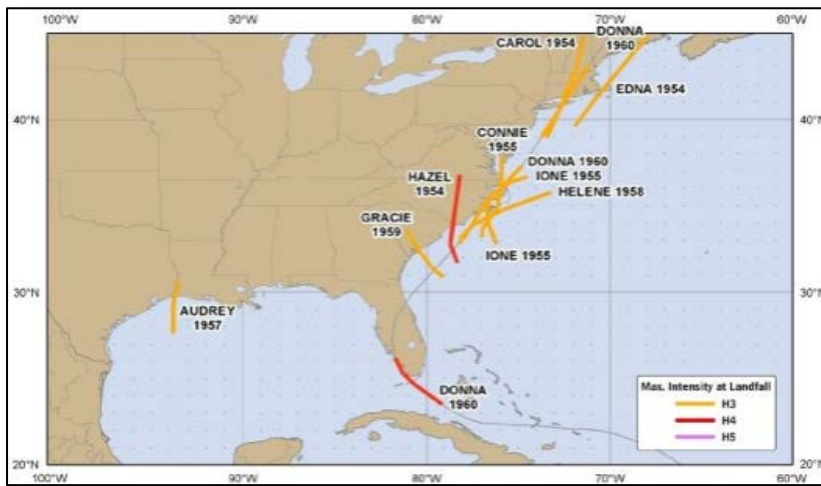 100°W
90°W
80°W
70°W
60°W
CAROL 1954
DONNA
1960
40°N
40°N
EDNA 1954
CONNIE
1955
DONNA 1960
HAZEL
1954
IONE 1955
HELENE 1958
GRACIE
1959
IONE 1955
30°N
30°N
AUDREY
1957
DONNA
1960
Max. Intensity at Landfall
H3
H4
H5
20°N
20°N
100°W
90°W
80°W
70°W
60°W